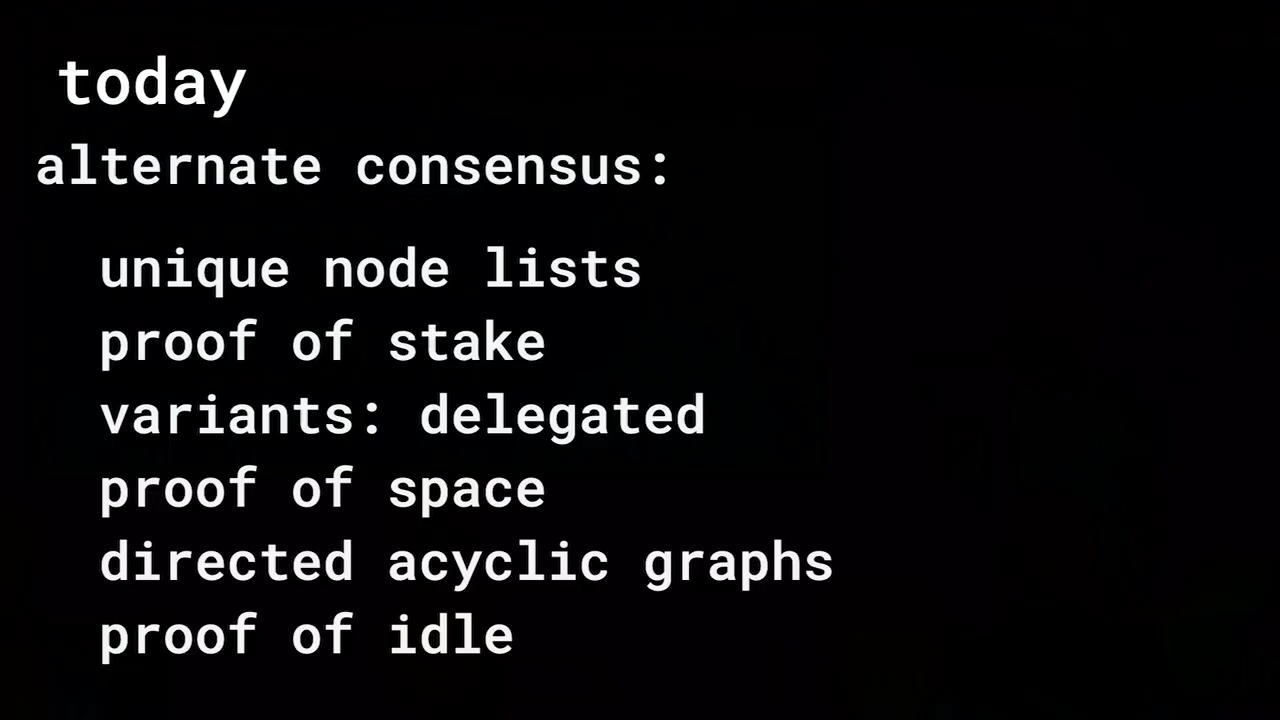 today
alternate consensus:
unique node lists
proof of stake
variants: delegated
proof of space
directed acyclic graphs
proof of idle